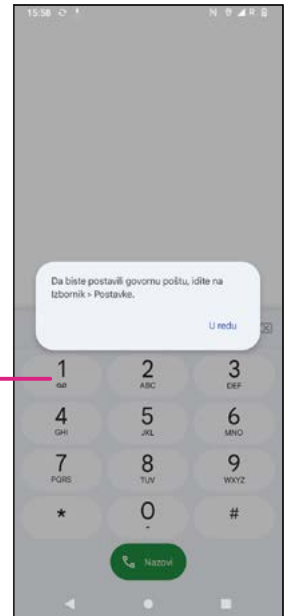 15:58
N R
Da biste postavili govornu poštu, idite na
Izbornik > Postavke.
U redu
1 2 3
ABC DEF
4 5 6
GHI JKL MNO
7 8 9
PQRS TUV WXYZ
* 0 #
Nazovi